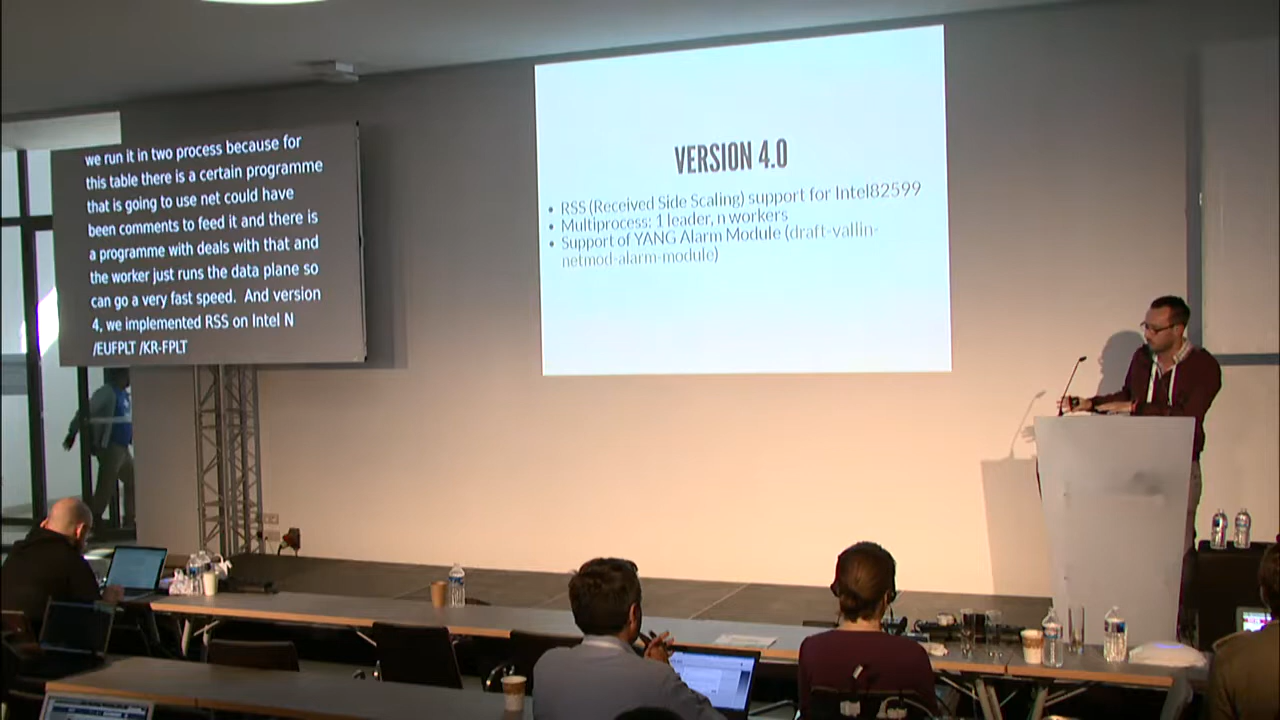 we run it in two process because for
this table there is a certain programme
that is going to use net could have
been comments to feed it and there is
a programme with deals with that and
the worker just runs the data plane so
can go a very fast speed.  And version
4, we implemented RSS on Intel N
/EUFPLT /KR-FPLT
VERSION 4.0
• RSS (Received Side Scaling) support for Intel82599
• Multiprocess: 1 leader, n workers
• Support of YANG Alarm Module (draft-vallin-
netmod-alarm-module)